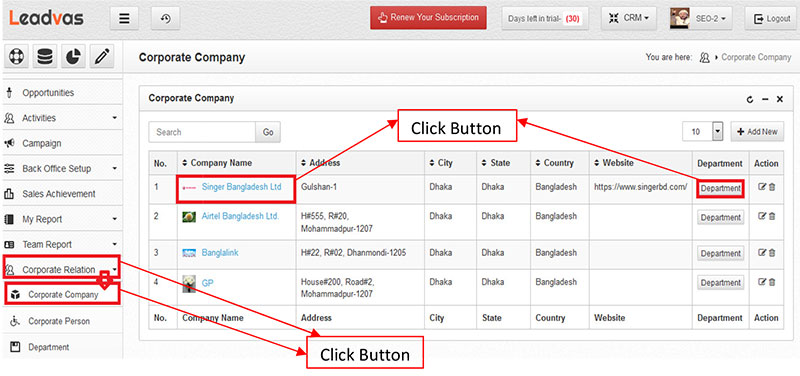 Leadvas
Renew Your Subscription
Days left in trial- (30)
CRM
SEO-2
Logout
Corporate Company
You are here:
Corporate Company
Opportunities
Activities
Campaign
Back Office Setup
Sales Achievement
My Report
Team Report
Corporate Relation
Corporate Company
Corporate Person
Department
Corporate Company
Search
Go
Click Button
10
Add New
No. Company Name Address City State Country Website Department Action
1 Singer Bangladesh Ltd Gulshan-1 Dhaka Dhaka Bangladesh https://www.singerbd.com/ Department
2 Airtel Bangladesh Ltd. H#555, R#20, Dhaka Dhaka Bangladesh Department
Mohammadpur-1207
3 Banglalink H#22, R#02, Dhanmondi-1205 Dhaka Dhaka Bangladesh Department
4 GP House#200, Road#2, Dhaka Dhaka Bangladesh Department
Mohammadpur-1207
No. Company Name Address City State Country Website Department Action
Click Button